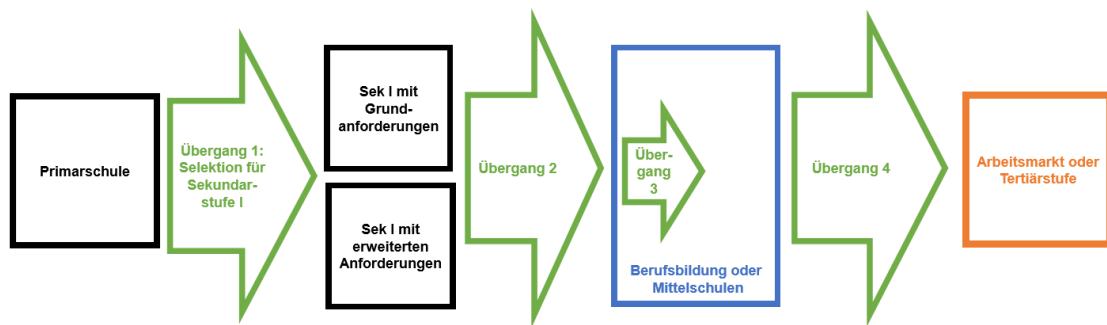 Primarschule
Übergang 1:
Selektion für
Sekundar-
stufe I
Sek I mit
Grund-
anforderungen
Sek I mit
erweiterten
Anforderungen
Übergang 2
Über-
gang
3
Berufsbildung oder
Mittelschulen
Übergang 4
Arbeitsmarkt oder
Tertiärstufe